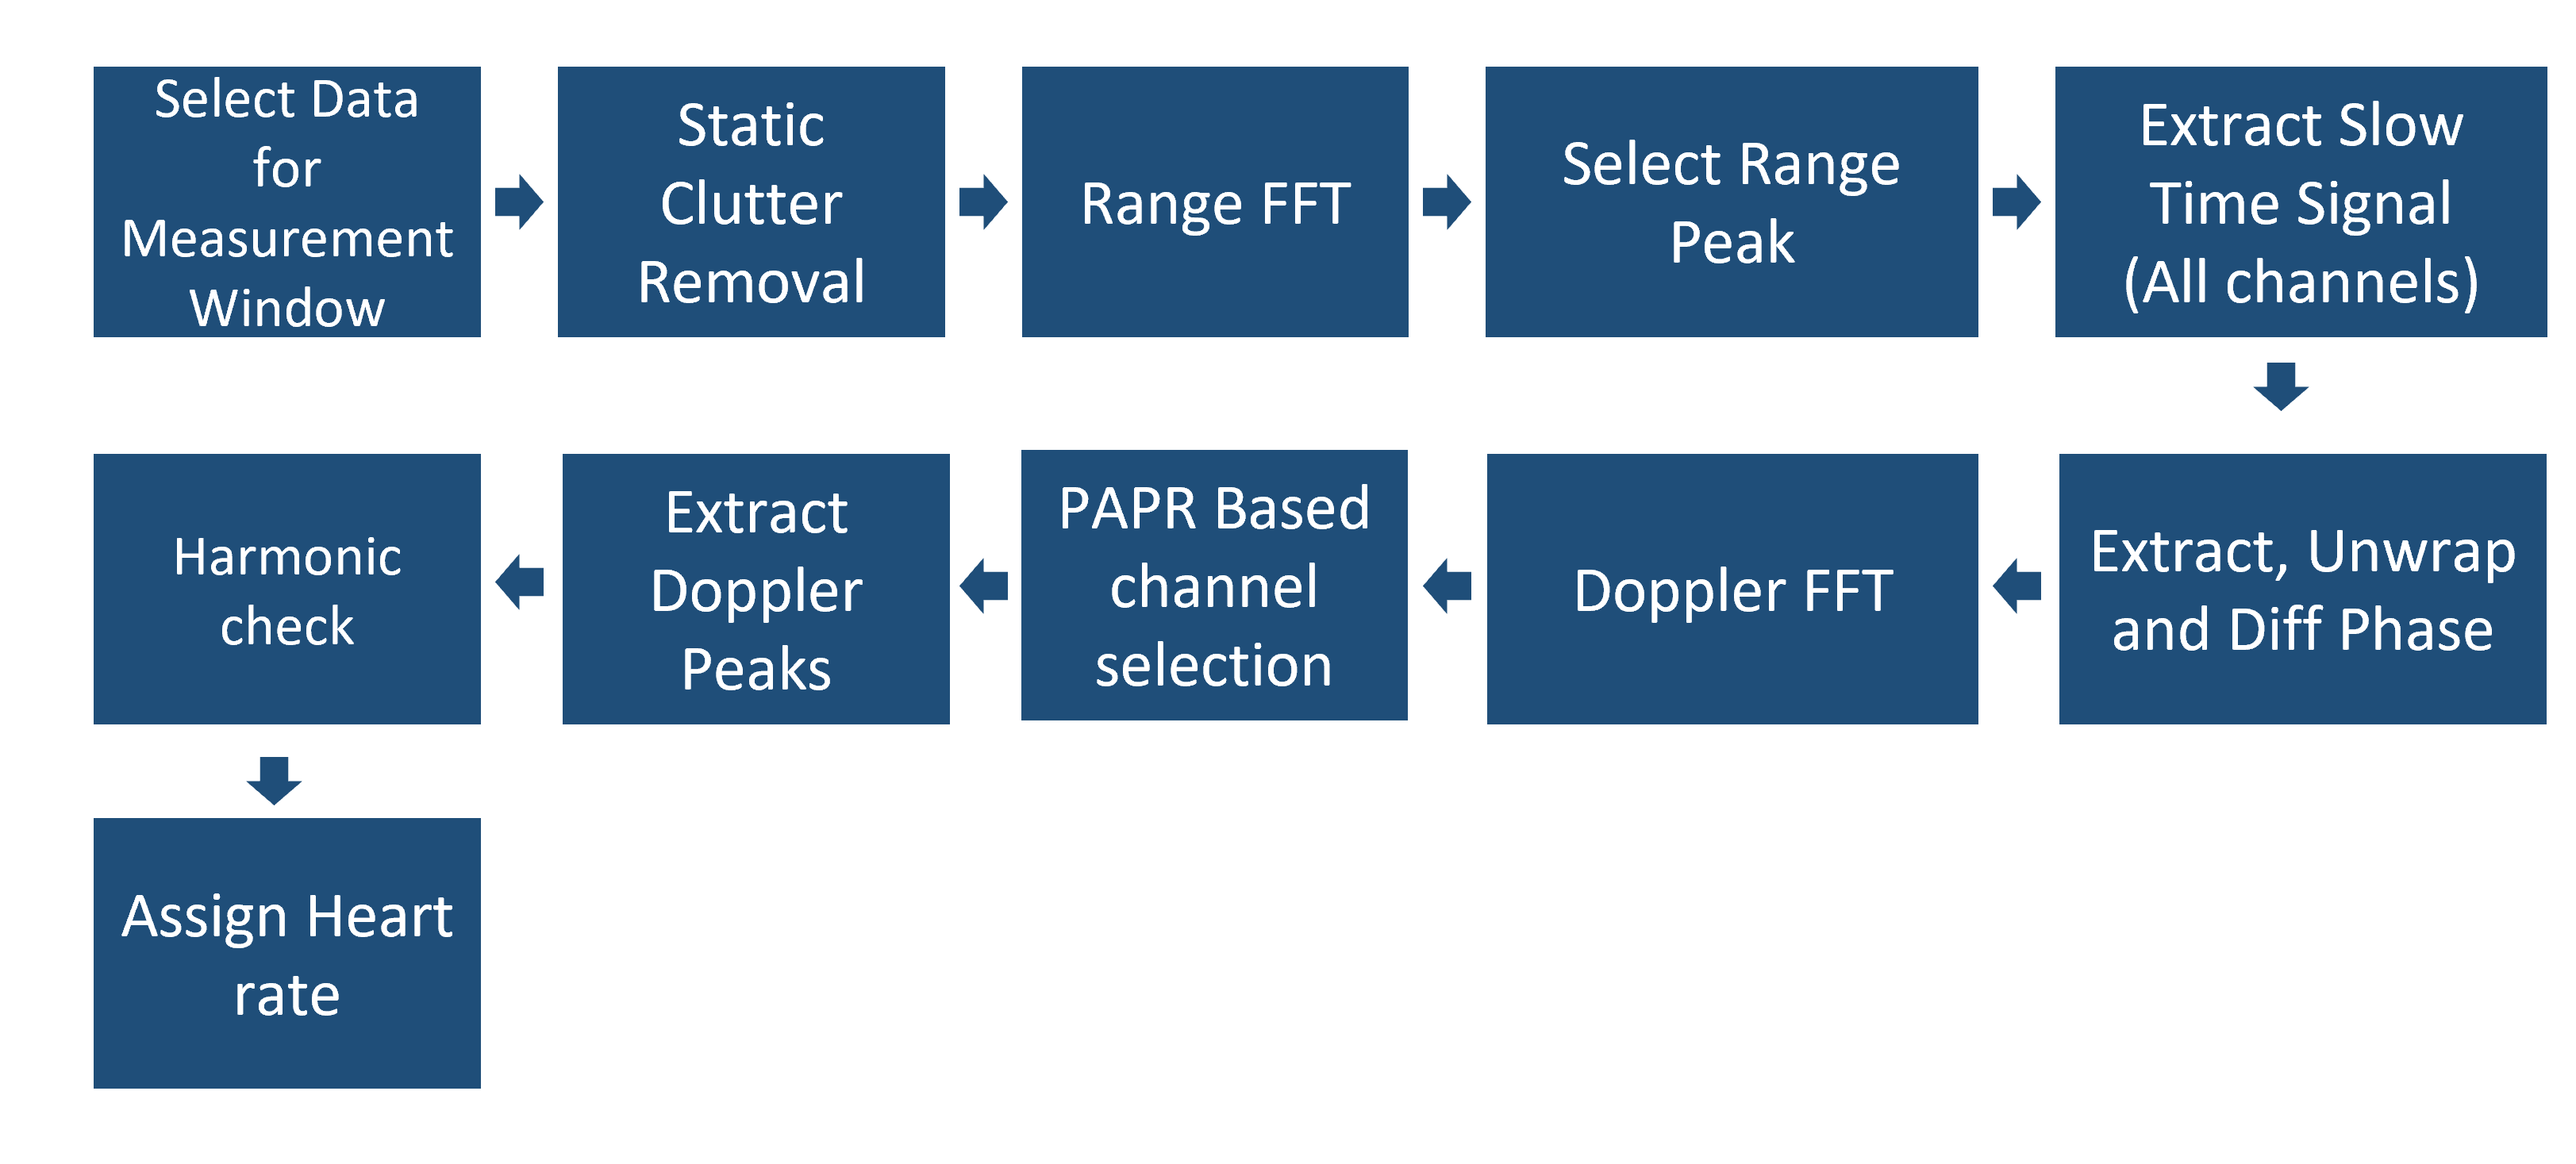 Select Data
for
Measurement
Window
Static
Clutter
Removal
Range FFT
Select Range
Peak
Extract Slow
Time Signal
(All channels)
Extract, Unwrap
and Diff Phase
Doppler FFT
PAPR Based
channel
selection
Extract
Doppler
Peaks
Harmonic
check
Assign Heart
rate